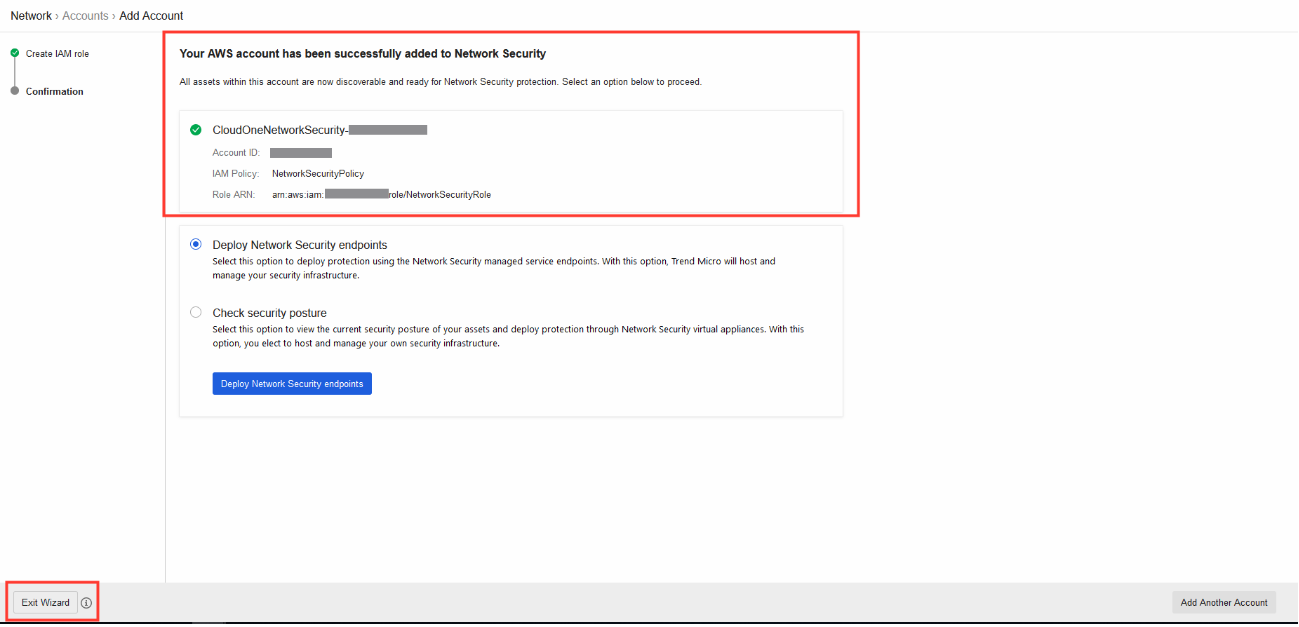 Network › Accounts › Add Account
Create IAM role
Confirmation
Your AWS account has been successfully added to Network Security
All assets within this account are now discoverable and ready for Network Security protection. Select an option below to proceed.
CloudOneNetworkSecurity-
Account ID:
IAM Policy: NetworkSecurityPolicy
Role ARN: arn:aws:iam: role/NetworkSecurityRole
Deploy Network Security endpoints
Select this option to deploy protection using the Network Security managed service endpoints. With this option, Trend Micro will host and
manage your security infrastructure.
Check security posture
Select this option to view the current security posture of your assets and deploy protection through Network Security virtual appliances. With this
option, you elect to host and manage your own security infrastructure.
Deploy Network Security endpoints
Exit Wizard
Add Another Account